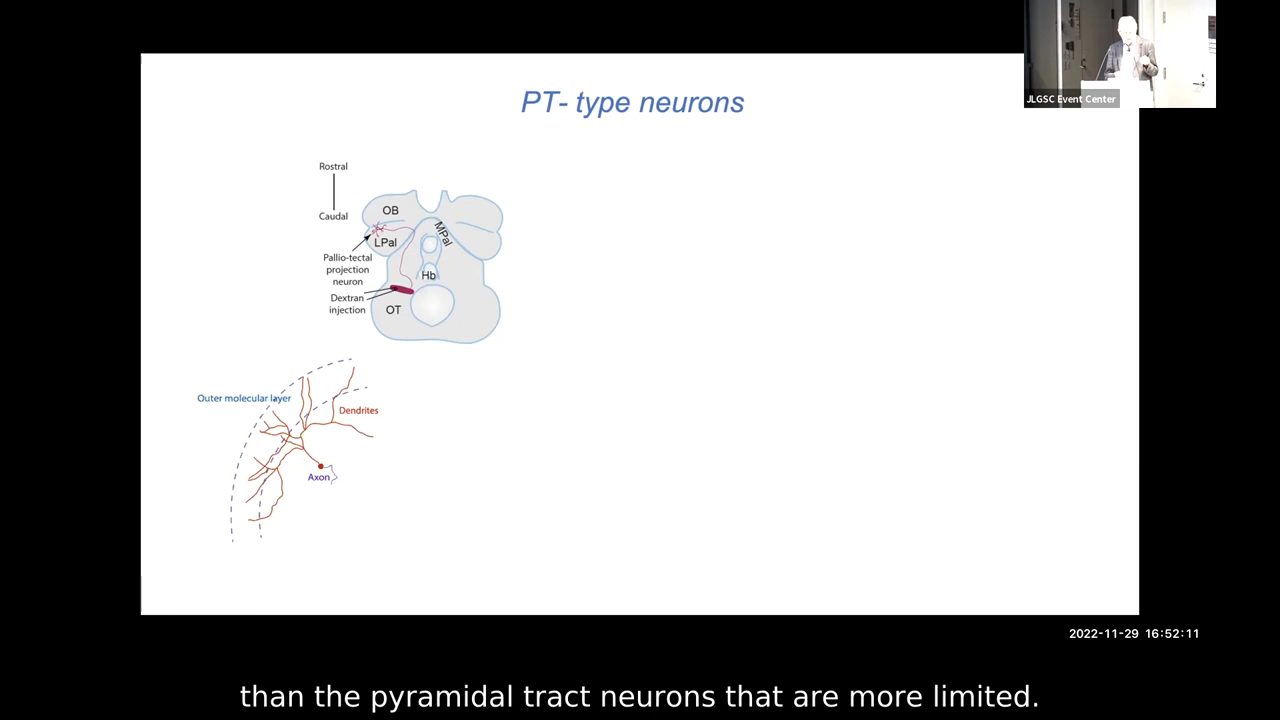 JLGSC Event Center
PT- type neurons
Rostral
Caudal
OB
LPal
MPal
Pallio-tectal
projection
neuron
Hb
Dextran
injection
OT
Outer molecular layer
Dendrites
Axon
2022-11-29 16:52:11
than the pyramidal tract neurons that are more limited.